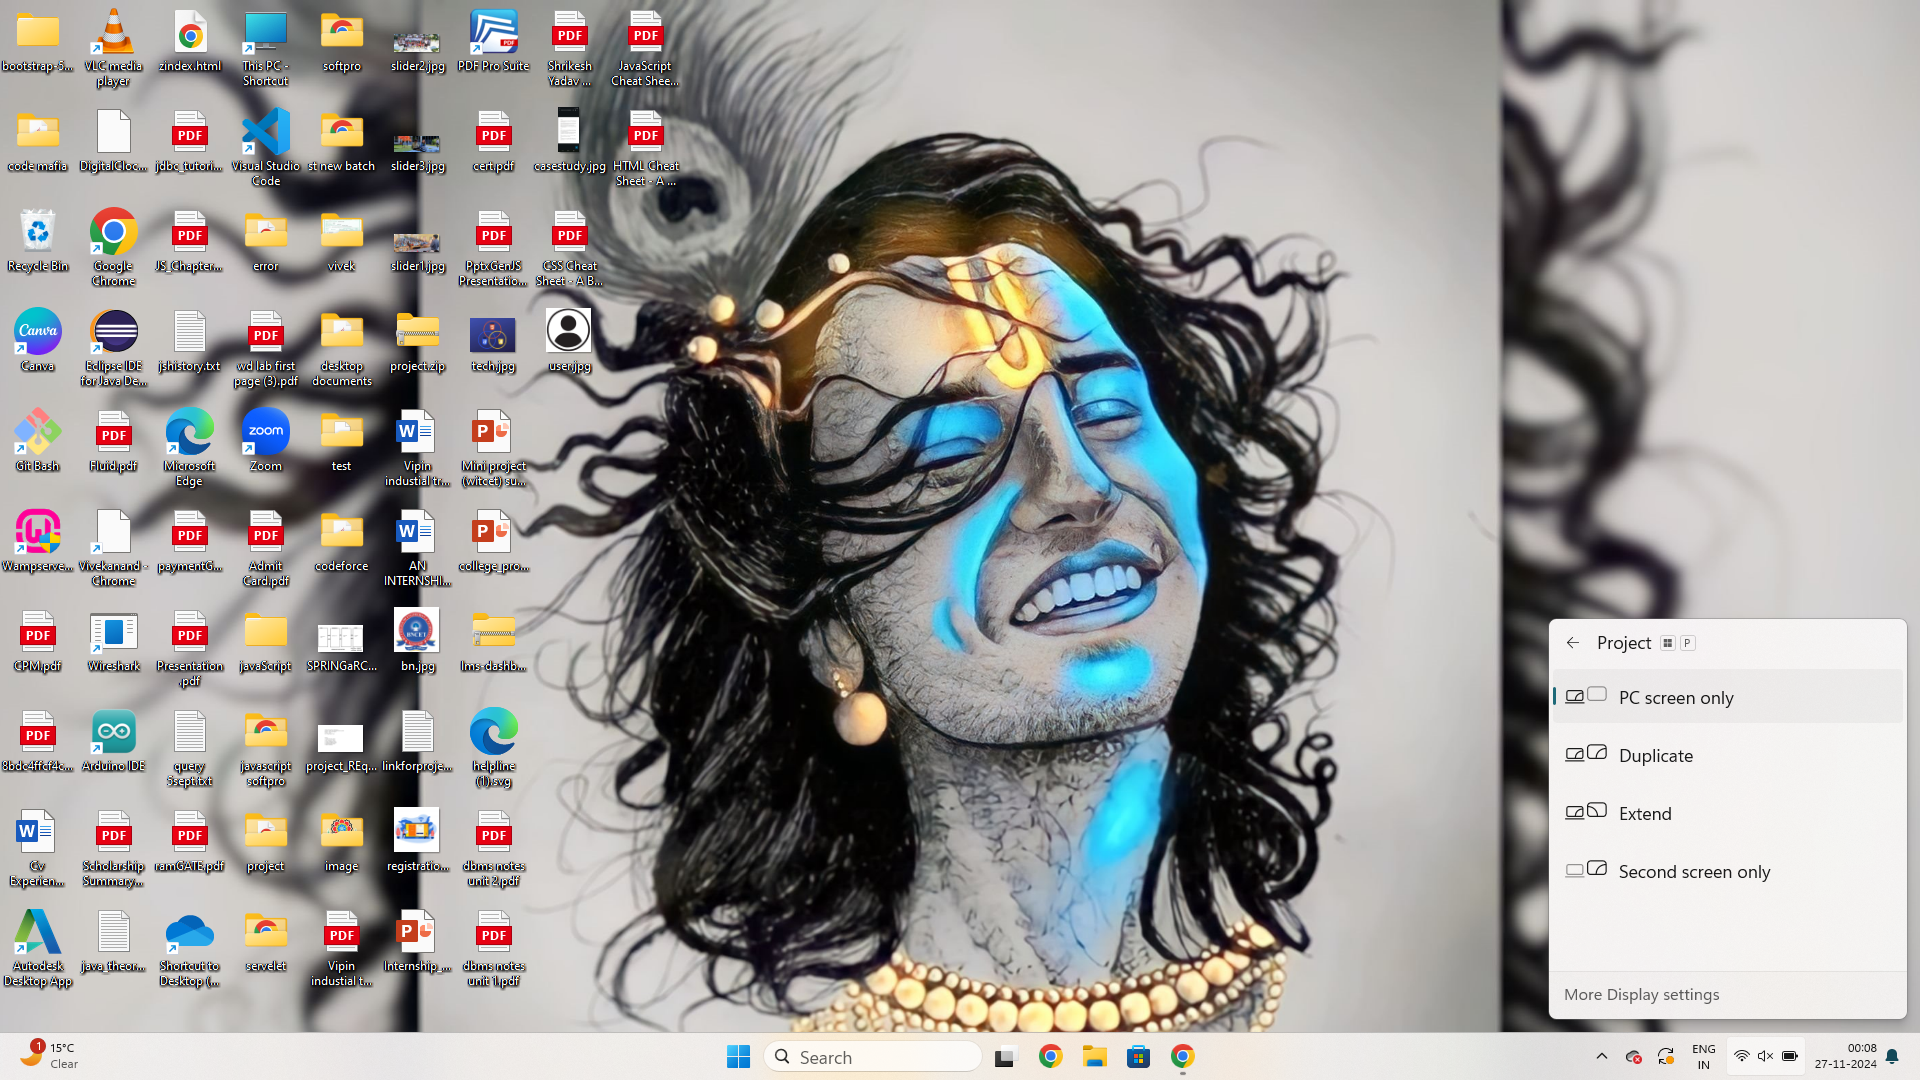 bootstrap-5...
VLC media
player
zindex.html
This PC -
Shortcut
softpro
slider2.jpg
PDF Pro Suite
Shrikesh
Yadav ...
JavaScript
Cheat Shee...
code mafia
DigitalCloc...
jdbc_tutori...
Visual Studio
Code
st new batch
slider3.jpg
cert.pdf
casestudy.jpg
HTML Cheat
Sheet - A ...
Recycle Bin
Google
Chrome
JS_Chapter...
error
vivek
slider1.jpg
PptxGenJS
Presentatio...
CSS Cheat
Sheet - A B...
Canva
Canva
Eclipse IDE
for Java De...
jshistory.txt
wd lab first
page (3).pdf
desktop
documents
project.zip
tech.jpg
user.jpg
Git Bash
Fluid.pdf
Microsoft
Edge
zoom
Zoom
test
Vipin
industial tr...
Mini project
(witcet) su...
Wampserve...
Vivekanand -
Chrome
paymentG...
Admit
Card.pdf
codeforce
AN
INTERNSHI...
college_pro...
CPM.pdf
Wireshark
Presentation
.pdf
javaScript
SPRINGaRC...
bn.jpg
lms-dashb...
8bdc4ffcf4c...
Arduino IDE
query
3sept.txt
javascript
softpro
project_REq...
linkforproje...
helpline
(1).svg
Cv
Experien...
Scholarship
Summary...
ramGATE.pdf
project
image
registratio...
dbms notes
unit 2.pdf
Autodesk
Desktop App
java_theor...
Shortcut to
Desktop (...
servelet
Vipin
industial t...
Internship_...
dbms notes
unit 1.pdf
Project P
PC screen only
Duplicate
Extend
Second screen only
More Display settings
1
15°C
Clear
Search
ENG
IN
00:08
27-11-2024